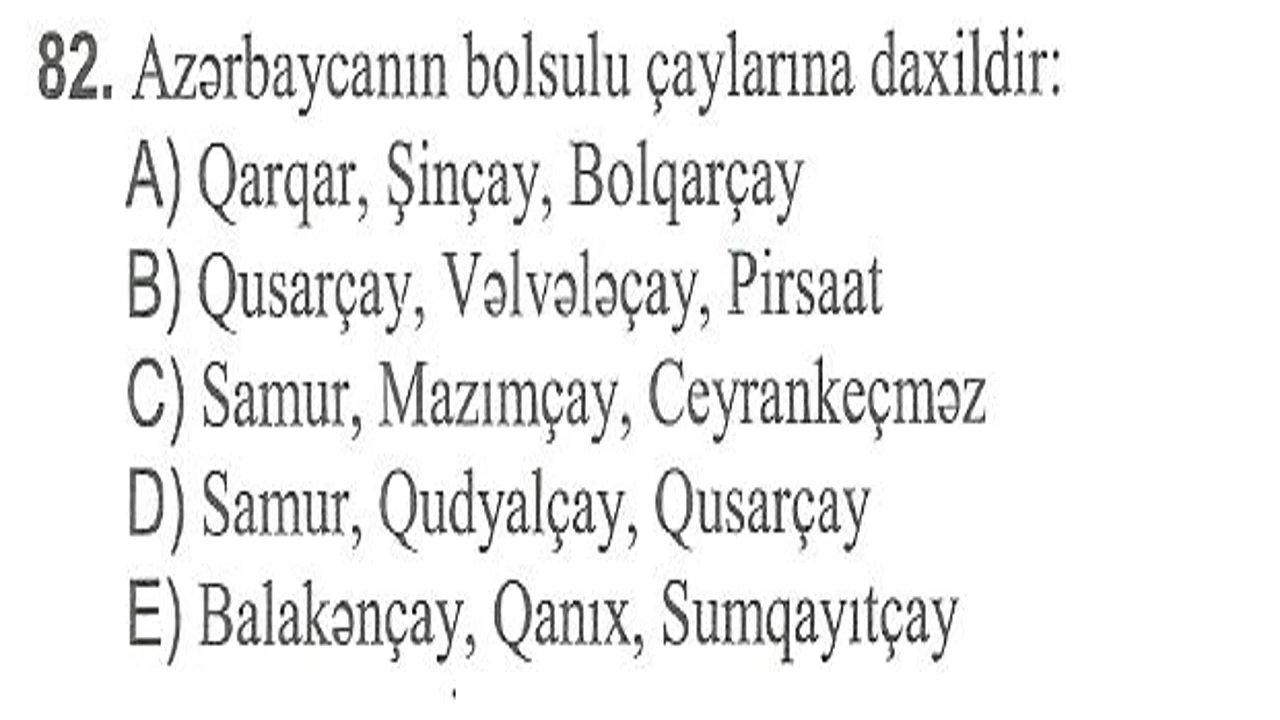 82. Azərbaycanın bolsulu çaylarına daxildir:
A) Qarqar, Şinçay, Bolqarçay
B) Qusarçay, Vəlvələçay, Pirsaat
C) Samur, Mazımçay, Ceyrankeçməz
D) Samur, Qudyalçay, Qusarçay
E) Balakənçay, Qanıx, Sumqayıtçay